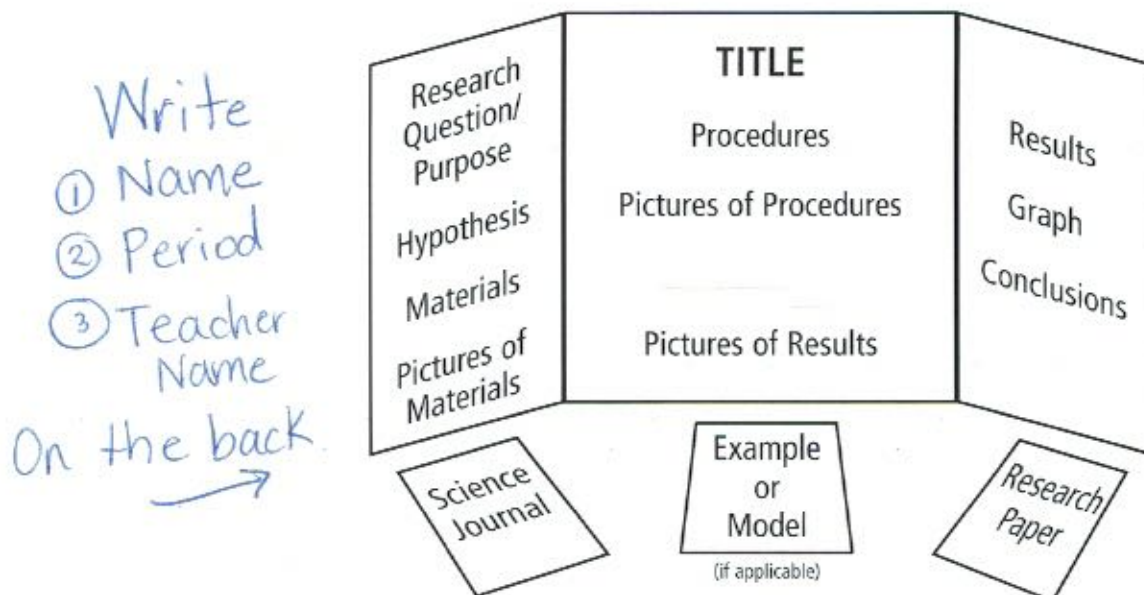 Write
① Name
② Period
③ Teacher
Name
On the back
Research
Question/
Purpose
Hypothesis
Materials
Pictures of
Materials
TITLE
Procedures
Pictures of Procedures
Pictures of Results
Results
Graph
Conclusions
Science
Journal
Example
or
Model
(if applicable)
Research
Paper